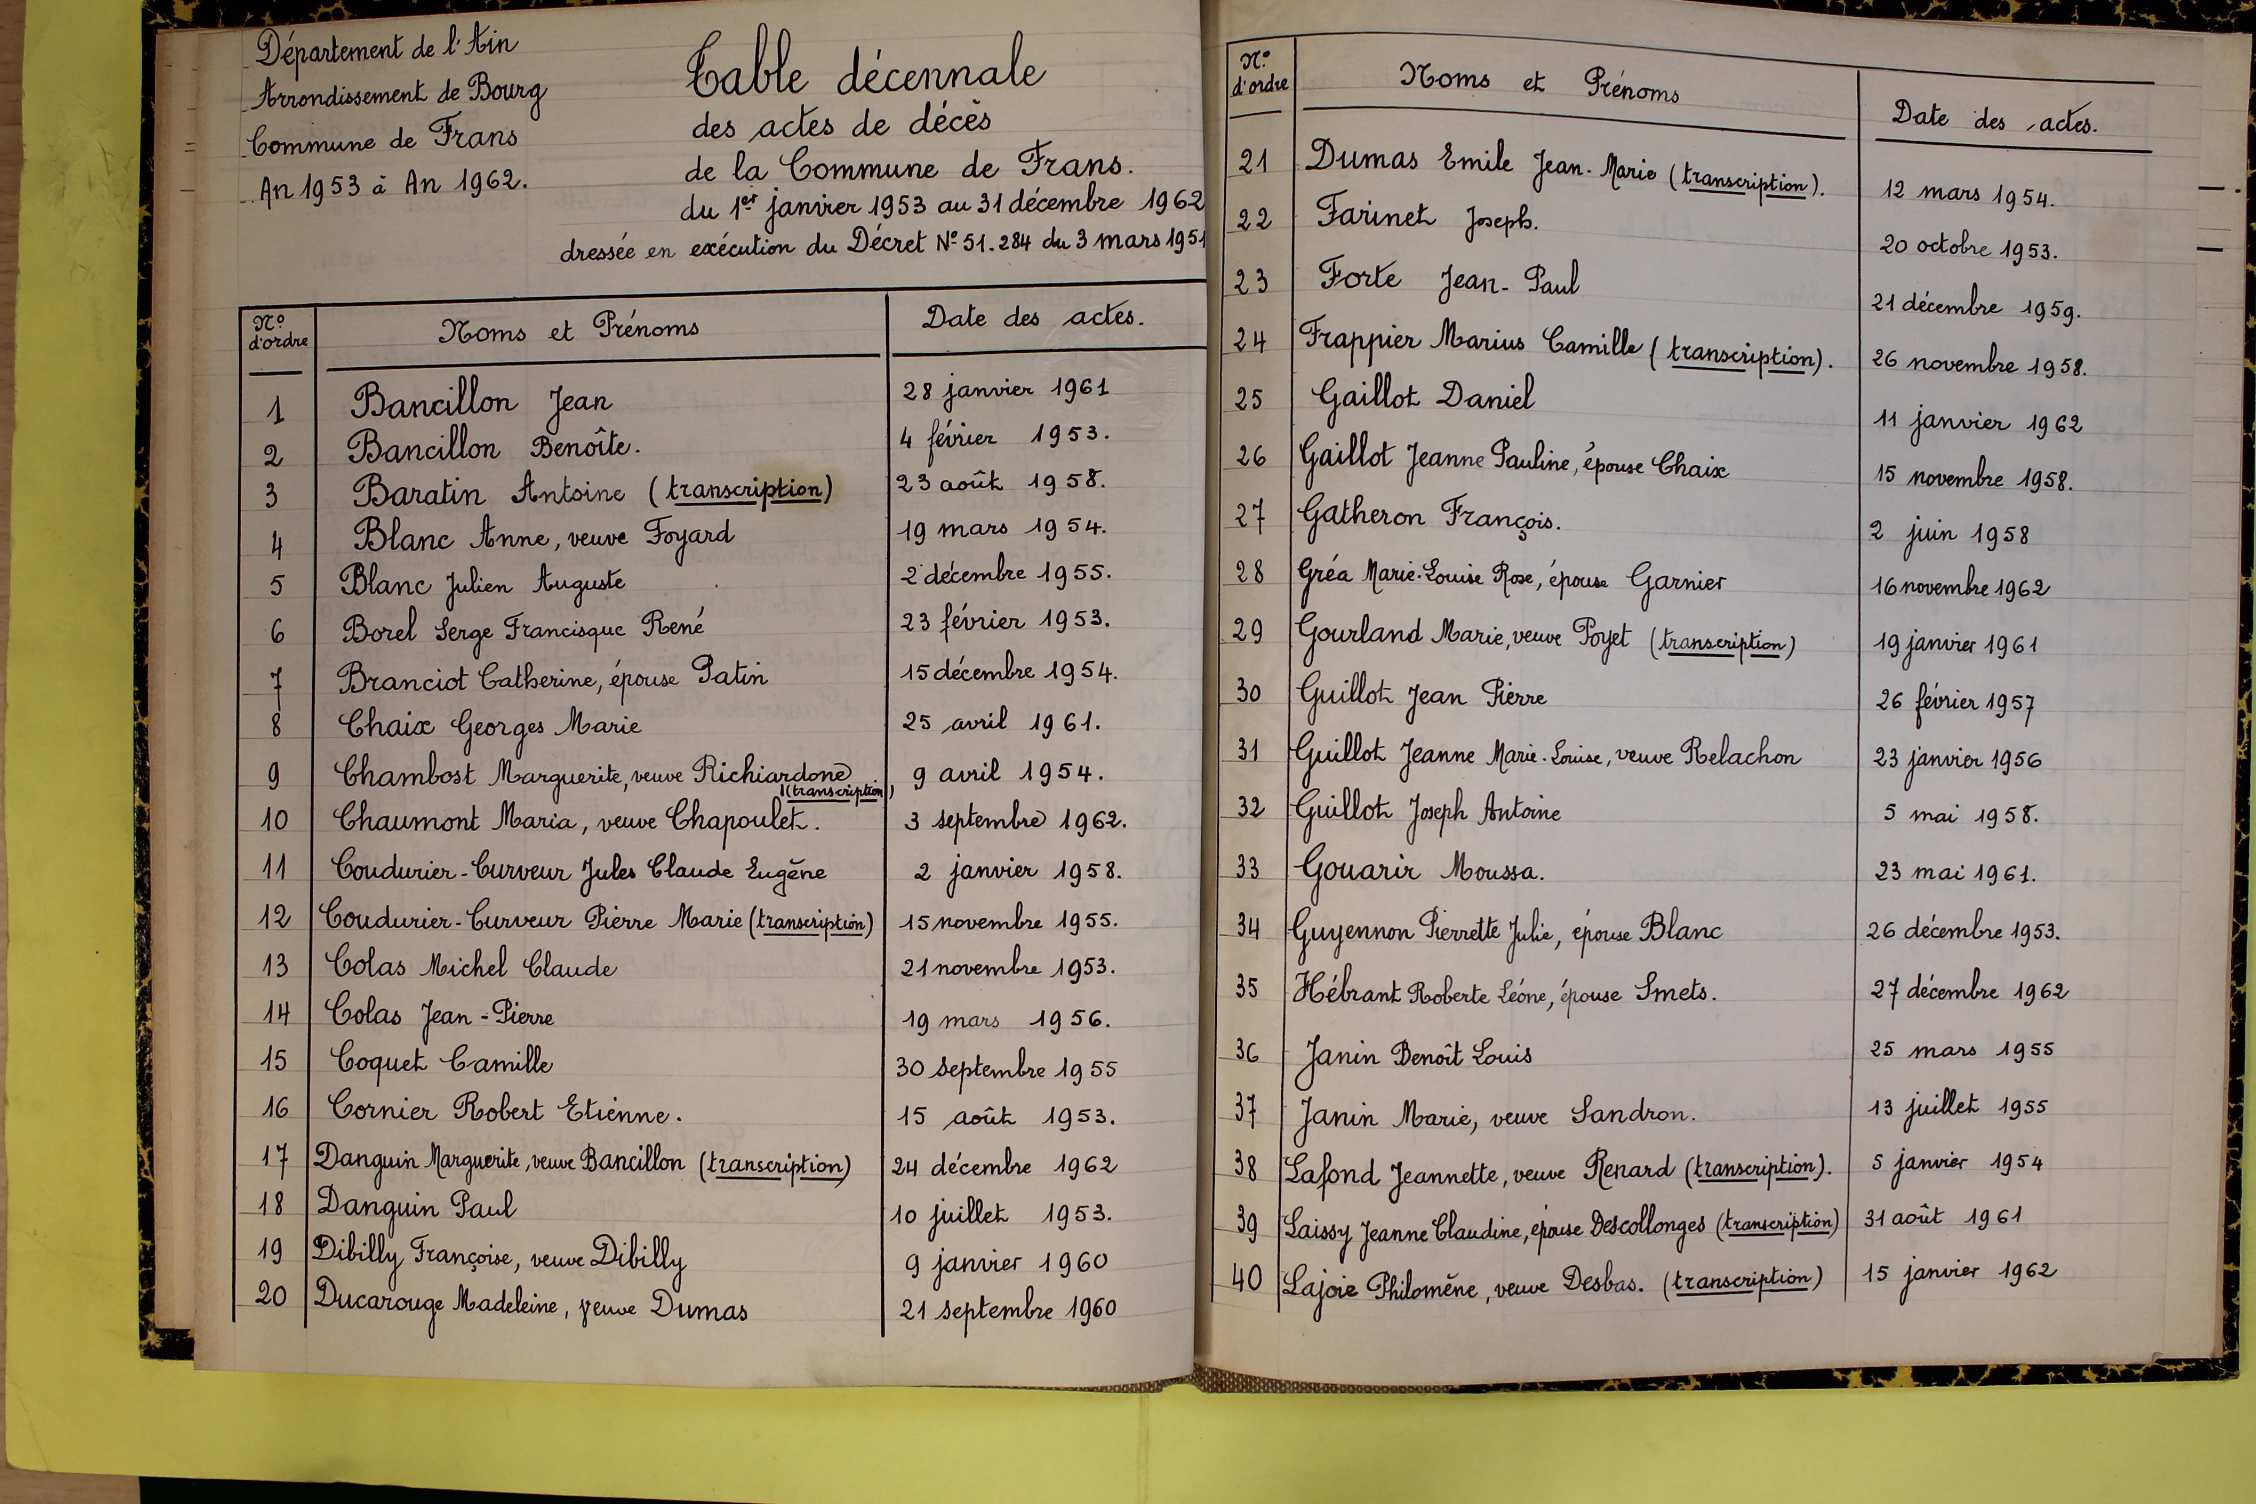 Département de l'Ain
Arrondissement de Bourg
Commune de Frans
An 1953 à An 1962.
Table décennale
des actes de décès
de la Commune de Frans.
du 1er janvier 1953 au 31 décembre 1962
dressée en exécution du Décret N° 51.284 du 3 mars 1951
N° d'ordre Noms et Prénoms Date des actes.
1 Bancillon Jean 28 janvier 1961
2 Bancillon Benoîte. 4 février 1953.
3 Baratin Antoine (transcription) 23 août 1958.
4 Blanc Anne, veuve Foyard 19 mars 1954.
5 Blanc Julien Auguste 2 décembre 1955.
6 Borel Serge Francisque René 23 février 1953.
7 Branciot Catherine, épouse Patin 15 décembre 1954.
8 Chaix Georges Marie 25 avril 1961.
9 Chambost Marguerite, veuve Richiardone (transcription) 9 avril 1954.
10 Chaumont Maria, veuve Chapoulet. 3 septembre 1962.
11 Coudurier-Curveur Jules Claude Eugène 2 janvier 1958.
12 Coudurier-Curveur Pierre Marie (transcription) 15 novembre 1955.
13 Colas Michel Claude 21 novembre 1953.
14 Colas Jean-Pierre 19 mars 1956.
15 Coquet Camille 30 septembre 1955
16 Cornier Robert Etienne. 15 août 1953.
17 Danguin Marguerite, veuve Bancillon (transcription) 24 décembre 1962
18 Danguin Paul 10 juillet 1953.
19 Dibilly Françoise, veuve Dibilly 9 janvier 1960
20 Ducarouge Madeleine, veuve Dumas 21 septembre 1960
N° d'ordre Noms et Prénoms Date des actes.
21 Dumas Emile Jean-Marie (transcription). 12 mars 1954.
22 Farinet Joseph. 20 octobre 1953.
23 Forte Jean-Paul 21 décembre 1959.
24 Frappier Marius Camille (transcription). 26 novembre 1958.
25 Gaillot Daniel 11 janvier 1962
26 Gaillot Jeanne Pauline, épouse Chaix 15 novembre 1958.
27 Gatheron François. 2 juin 1958
28 Gréa Marie-Louise Rose, épouse Garnier 16 novembre 1962
29 Gourland Marie, veuve Poyet (transcription) 19 janvier 1961
30 Guillot Jean Pierre 26 février 1957
31 Guillot Jeanne Marie-Louise, veuve Relachon 23 janvier 1956
32 Guillot Joseph Antoine 5 mai 1958.
33 Gouarir Moussa. 23 mai 1961.
34 Guyennon Pierrette Julie, épouse Blanc 26 décembre 1953.
35 Hébrant Roberte Léone, épouse Smets. 27 décembre 1962
36 Janin Benoît Louis 25 mars 1955
37 Janin Marie, veuve Sandron. 13 juillet 1955
38 Lafond Jeannette, veuve Renard (transcription). 5 janvier 1954
39 Laissy Jeanne Claudine, épouse Descollonges (transcription) 31 août 1961
40 Lajoie Philomène, veuve Desbas. (transcription) 15 janvier 1962